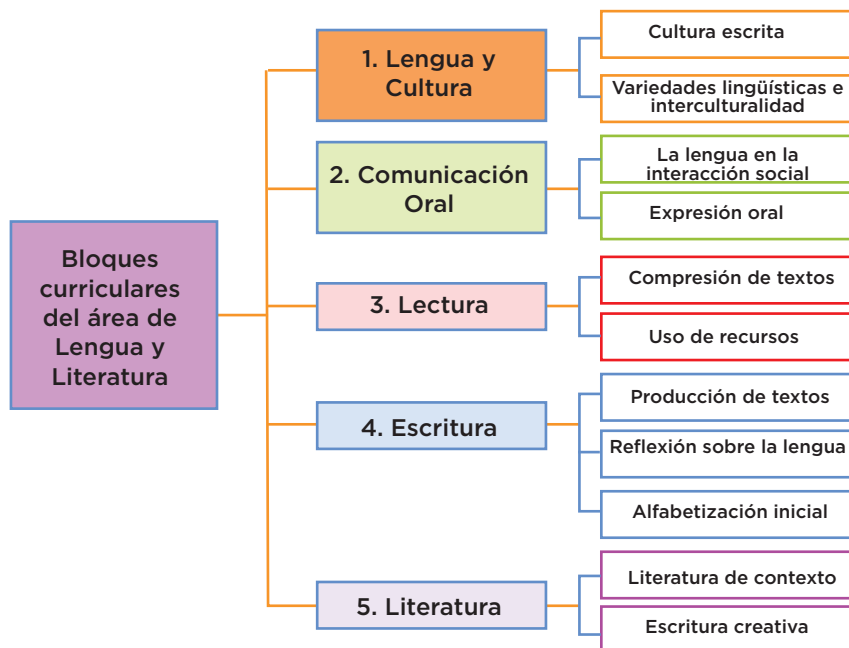 Bloques
curriculares
del área de
Lengua y
Literatura
1. Lengua y
Cultura
Cultura escrita
Variedades lingüísticas e
interculturalidad
2. Comunicación
Oral
La lengua en la
interacción social
Expresión oral
3. Lectura
Compresión de textos
Uso de recursos
4. Escritura
Producción de textos
Reflexión sobre la lengua
Alfabetización inicial
5. Literatura
Literatura de contexto
Escritura creativa